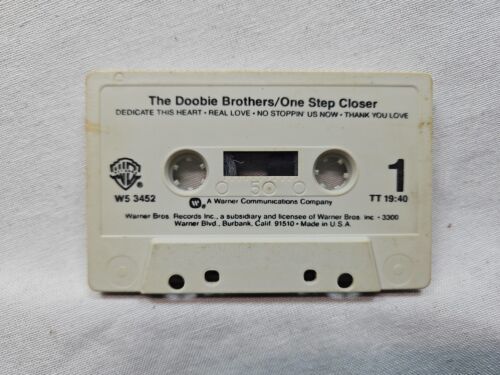 The Doobie Brothers/One Step Closer
DEDICATE THIS HEART • REAL LOVE • NO STOPPIN' US NOW • THANK YOU LOVE
WB
1
W5 3452
50
W A Warner Communications Company
TT 19:40
Warner Bros. Records Inc., a subsidiary and licensee of Warner Bros. Inc. • 3300
Warner Blvd., Burbank, Calif. 91510 • Made in U.S.A.